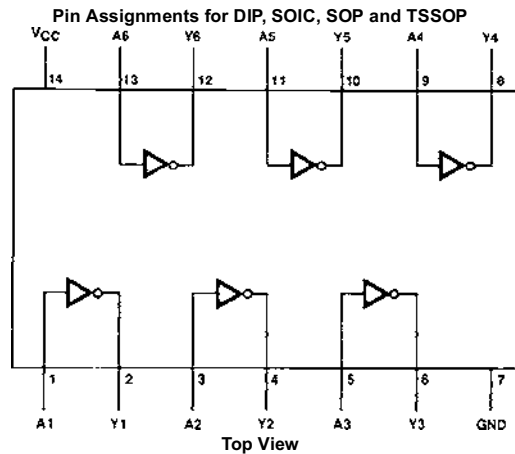 Pin Assignments for DIP, SOIC, SOP and TSSOP
VCC A6 Y6 A5 Y5 A4 Y4
14 13 12 11 10 9 8
1 2 3 4 5 6 7
A1 Y1 A2 Y2 A3 Y3 GND
Top View